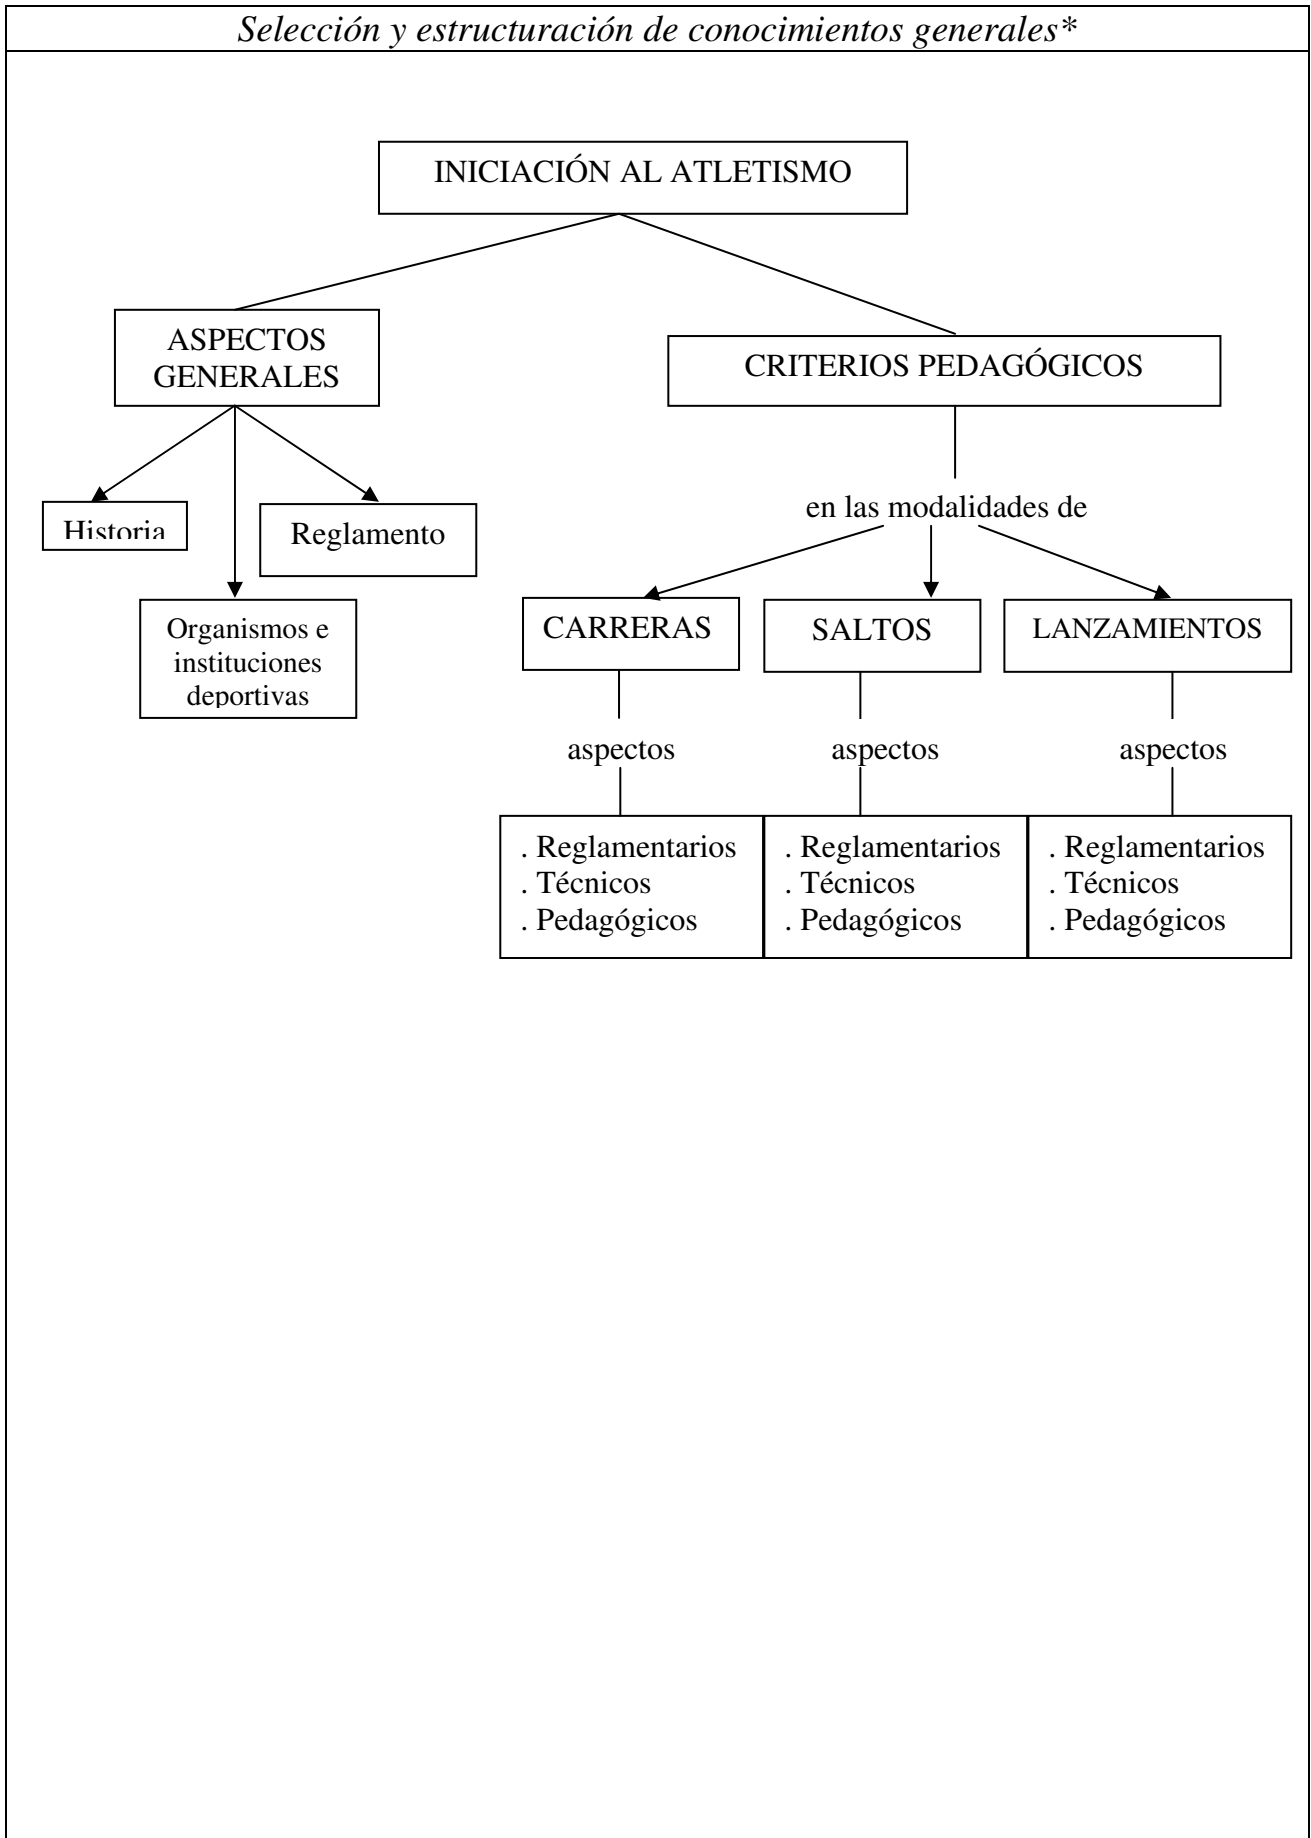 Selección y estructuración de conocimientos generales*
INICIACIÓN AL ATLETISMO
ASPECTOS
GENERALES
CRITERIOS PEDAGÓGICOS
Historia
Reglamento
Organismos e
instituciones
deportivas
en las modalidades de
CARRERAS
SALTOS
LANZAMIENTOS
aspectos
aspectos
aspectos
. Reglamentarios
. Técnicos
. Pedagógicos
. Reglamentarios
. Técnicos
. Pedagógicos
. Reglamentarios
. Técnicos
. Pedagógicos